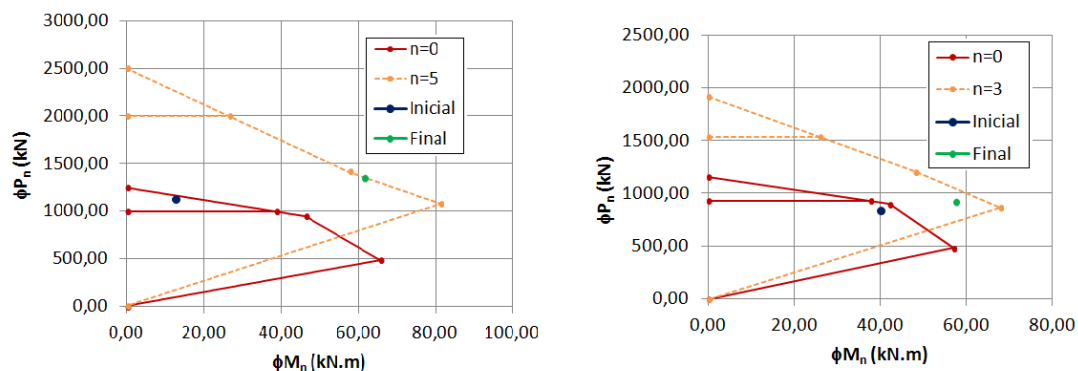 3000,00
2500,00
2000,00
1500,00
1000,00
500,00
0,00
ϕPn (kN)
n=0
n=5
Inicial
Final
0,00 20,00 40,00 60,00 80,00 100,00
ϕMn (kN.m)
2500,00
2000,00
1500,00
1000,00
500,00
0,00
ϕPn (kN)
n=0
n=3
Inicial
Final
0,00 20,00 40,00 60,00 80,00
ϕMn (kN.m)